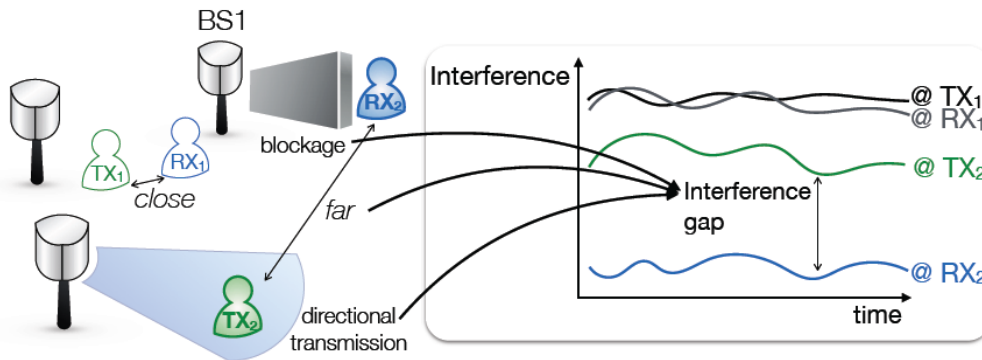 BS1
RX₂
TX₁
RX₁
close
blockage
far
TX₂
directional
transmission
Interference
@ TX₁
@ RX₁
@ TX₂
Interference
gap
@ RX₂
time